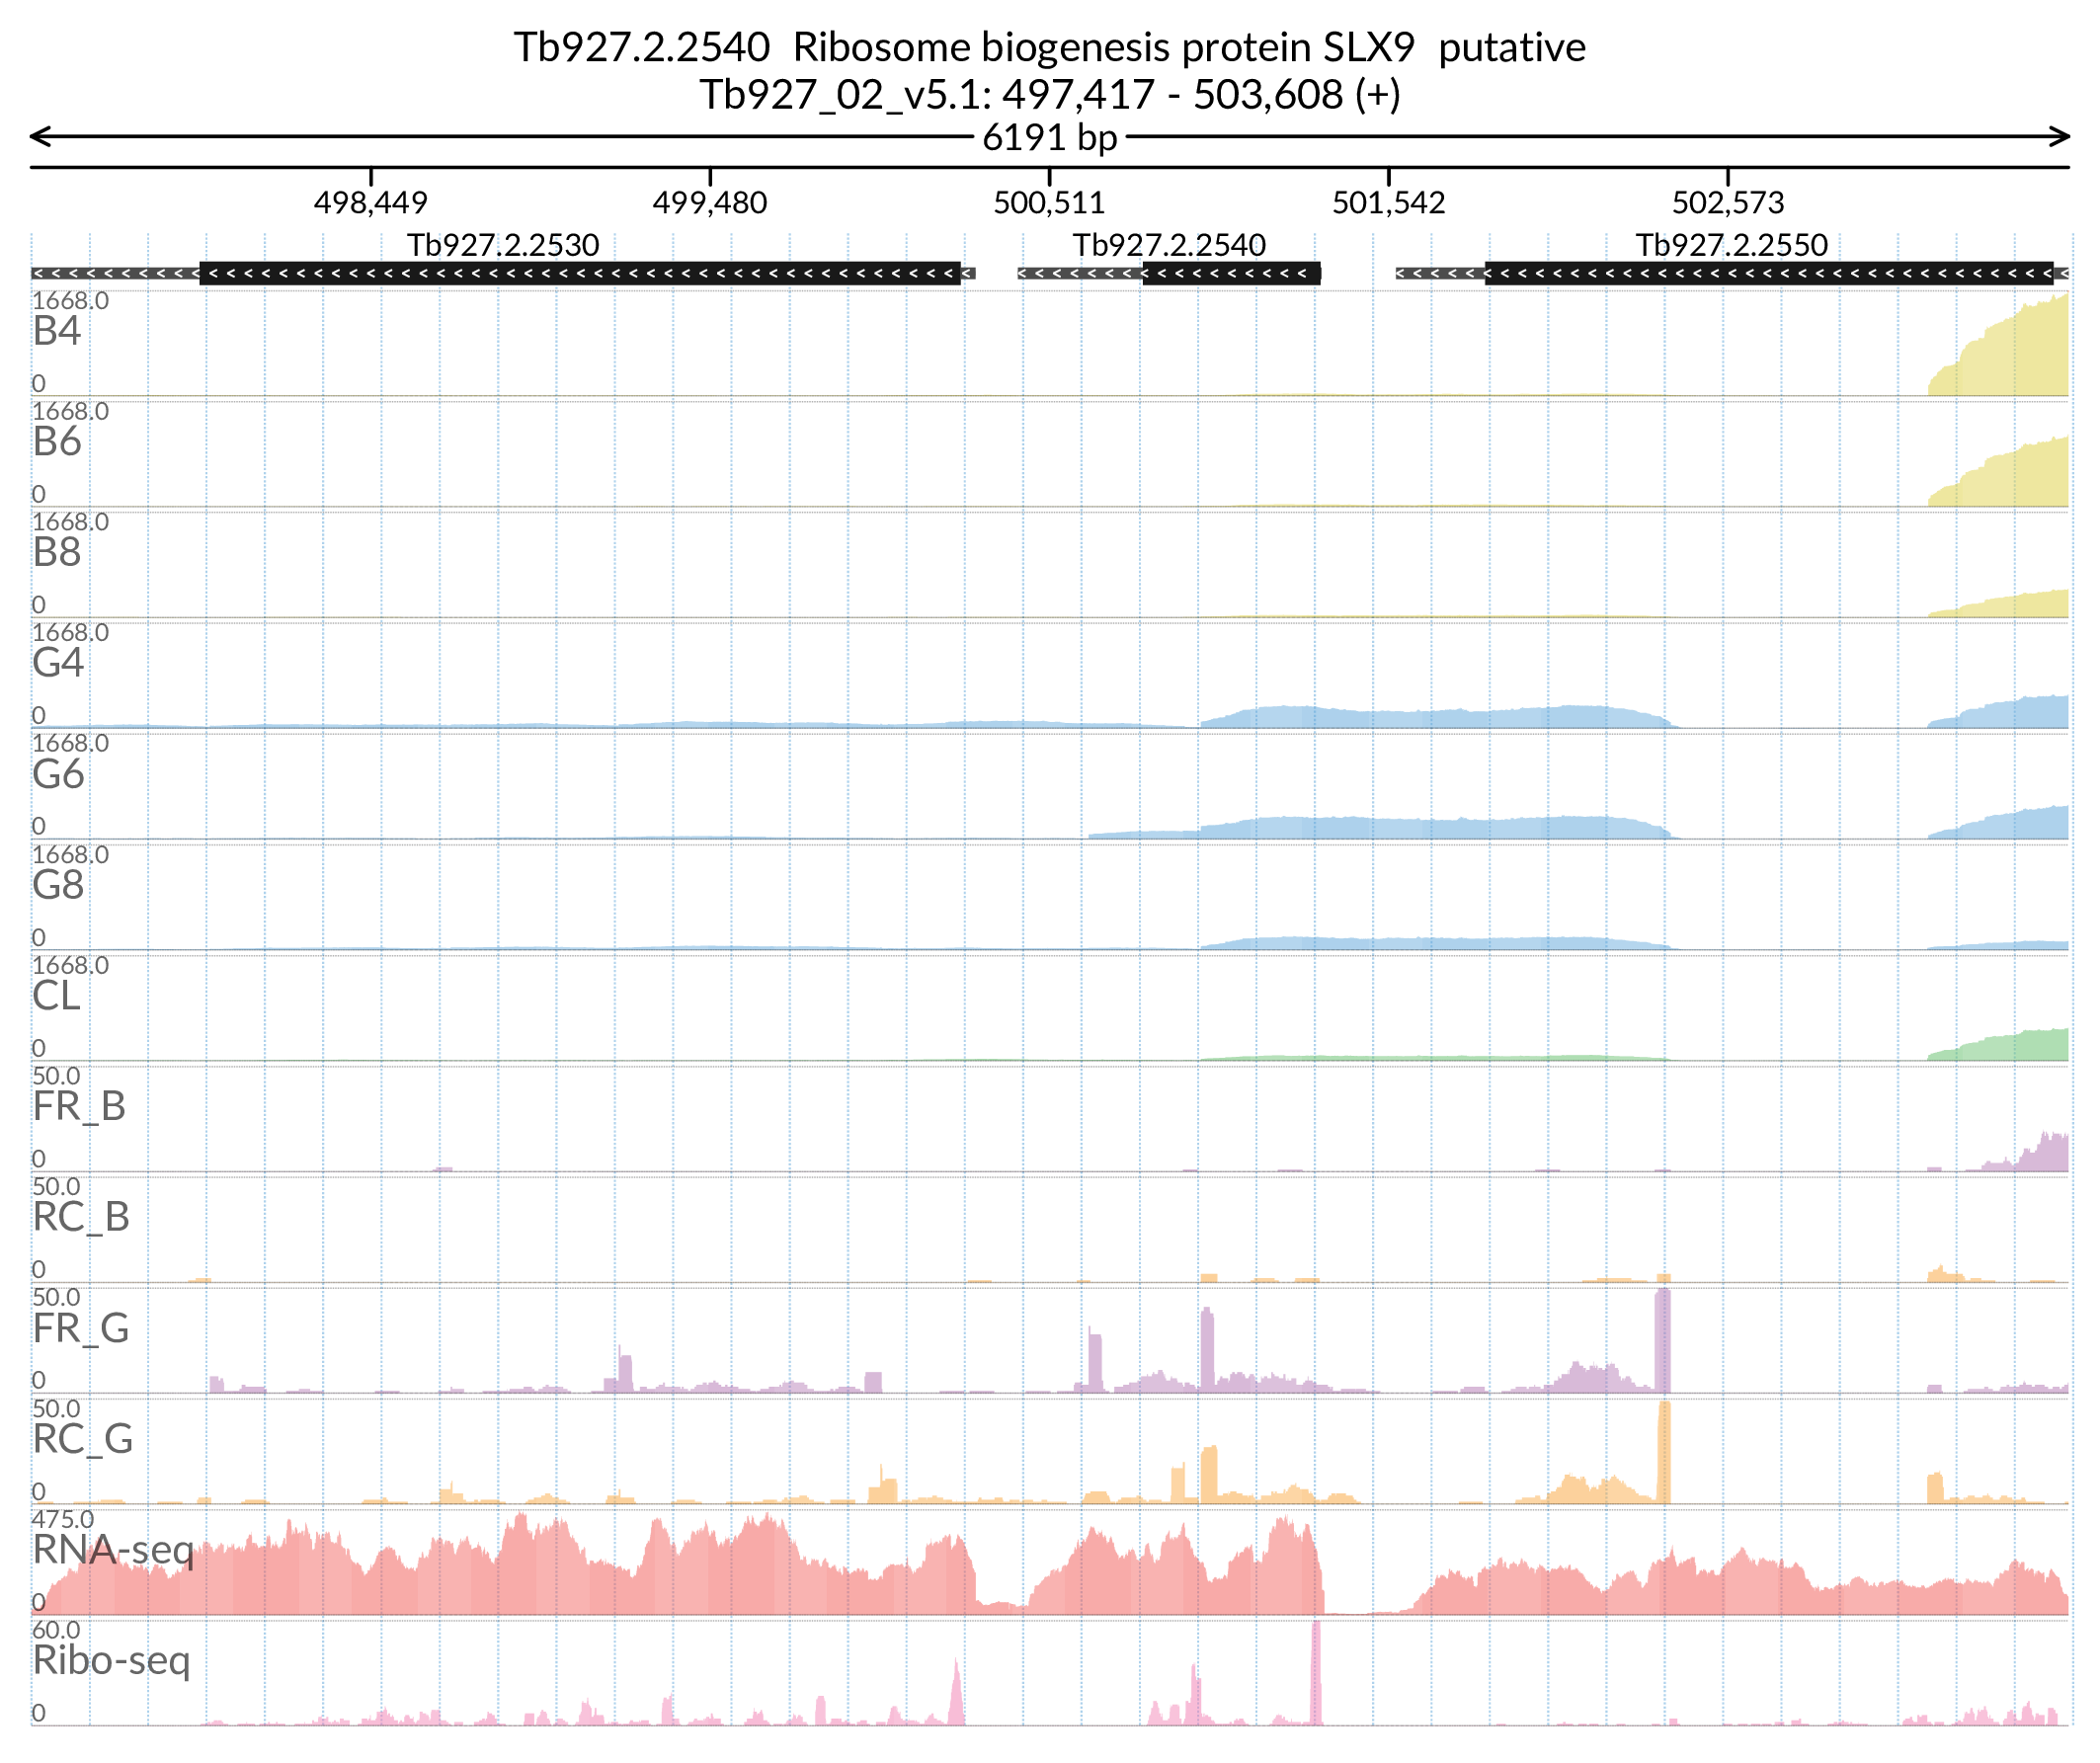 Tb927.2.2540 Ribosome biogenesis protein SLX9 putative
Tb927_02_v5.1: 497,417 - 503,608 (+)
6191 bp
498,449 499,480 500,511 501,542 502,573
Tb927.2.2530 Tb927.2.2540 Tb927.2.2550
1668.0
B4
0
1668.0
B6
0
1668.0
B8
0
1668.0
G4
0
1668.0
G6
0
1668.0
G8
0
1668.0
CL
0
50.0
FR_B
0
50.0
RC_B
0
50.0
FR_G
0
50.0
RC_G
0
475.0
RNA-seq
0
60.0
Ribo-seq
0